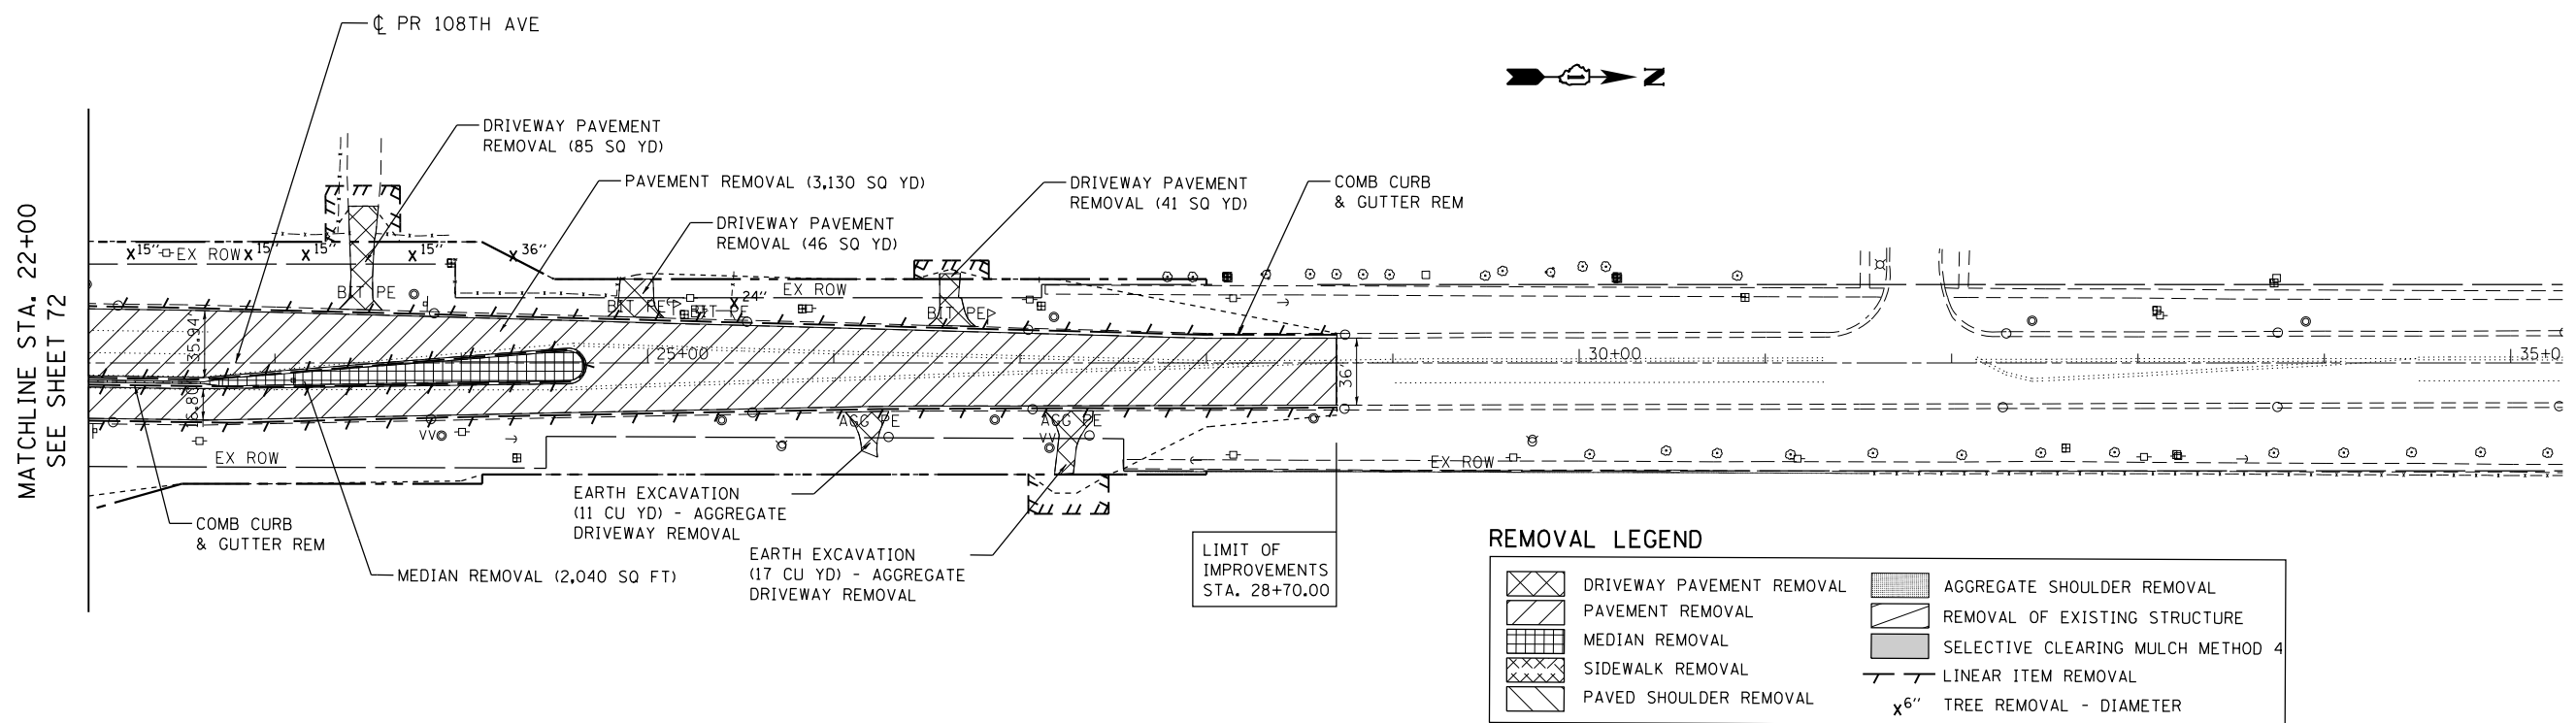 ℄ PR 108TH AVE
N
DRIVEWAY PAVEMENT
REMOVAL (85 SQ YD)
PAVEMENT REMOVAL (3,130 SQ YD)
DRIVEWAY PAVEMENT
REMOVAL (46 SQ YD)
DRIVEWAY PAVEMENT
REMOVAL (41 SQ YD)
COMB CURB
& GUTTER REM
MATCHLINE STA. 22+00
SEE SHEET 72
X15"
EX ROW
X15"
X15"
X15"
X36"
BIT PE
BIT PE
BIT PE
X24"
EX ROW
BIT PE
35.94'
25+00
30+00
35+0
36'
16.80'
AGG PE
AGG PE
VV
VV
P
EX ROW
EX ROW
EARTH EXCAVATION
(11 CU YD) - AGGREGATE
DRIVEWAY REMOVAL
COMB CURB
& GUTTER REM
EARTH EXCAVATION
(17 CU YD) - AGGREGATE
DRIVEWAY REMOVAL
MEDIAN REMOVAL (2,040 SQ FT)
LIMIT OF
IMPROVEMENTS
STA. 28+70.00
REMOVAL LEGEND
DRIVEWAY PAVEMENT REMOVAL
PAVEMENT REMOVAL
MEDIAN REMOVAL
SIDEWALK REMOVAL
PAVED SHOULDER REMOVAL
AGGREGATE SHOULDER REMOVAL
REMOVAL OF EXISTING STRUCTURE
SELECTIVE CLEARING MULCH METHOD 4
LINEAR ITEM REMOVAL
X6" TREE REMOVAL - DIAMETER